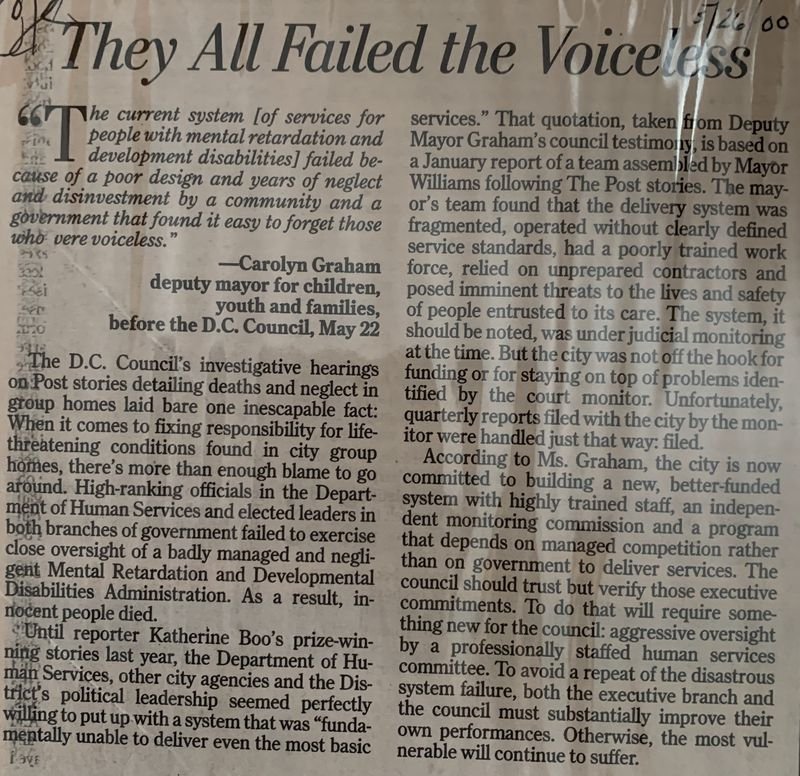 5/26/00
They All Failed the Voiceless
"The current system [of services for
people with mental retardation and
development disabilities] failed be-
cause of a poor design and years of neglect
and disinvestment by a community and a
government that found it easy to forget those
who were voiceless."
—Carolyn Graham
deputy mayor for children,
youth and families,
before the D.C. Council, May 22
The D.C. Council's investigative hearings
on Post stories detailing deaths and neglect in
group homes laid bare one inescapable fact:
When it comes to fixing responsibility for life-
threatening conditions found in city group
homes, there's more than enough blame to go
around. High-ranking officials in the Depart-
ment of Human Services and elected leaders in
both branches of government failed to exercise
close oversight of a badly managed and negli-
gent Mental Retardation and Developmental
Disabilities Administration. As a result, in-
nocent people died.
Until reporter Katherine Boo's prize-win-
ning stories last year, the Department of Hu-
man Services, other city agencies and the Dis-
trict's political leadership seemed perfectly
willing to put up with a system that was "funda-
mentally unable to deliver even the most basic
services." That quotation, taken from Deputy
Mayor Graham's council testimony, is based on
a January report of a team assembled by Mayor
Williams following The Post stories. The may-
or's team found that the delivery system was
fragmented, operated without clearly defined
service standards, had a poorly trained work
force, relied on unprepared contractors and
posed imminent threats to the lives and safety
of people entrusted to its care. The system, it
should be noted, was under judicial monitoring
at the time. But the city was not off the hook for
funding or for staying on top of problems iden-
tified by the court monitor. Unfortunately,
quarterly reports filed with the city by the mon-
itor were handled just that way: filed.
According to Ms. Graham, the city is now
committed to building a new, better-funded
system with highly trained staff, an indepen-
dent monitoring commission and a program
that depends on managed competition rather
than on government to deliver services. The
council should trust but verify those executive
commitments. To do that will require some-
thing new for the council: aggressive oversight
by a professionally staffed human services
committee. To avoid a repeat of the disastrous
system failure, both the executive branch and
the council must substantially improve their
own performances. Otherwise, the most vul-
nerable will continue to suffer.